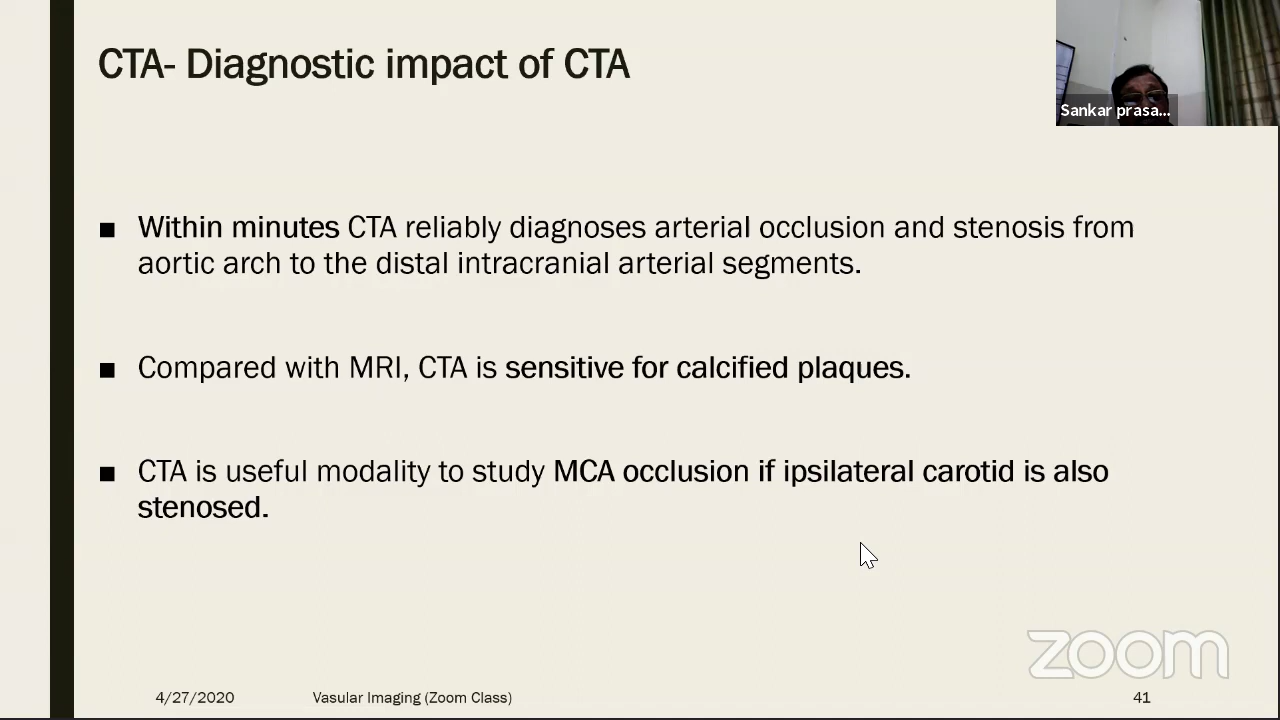 CTA- Diagnostic impact of CTA
Sankar prasa...
■ Within minutes CTA reliably diagnoses arterial occlusion and stenosis from
aortic arch to the distal intracranial arterial segments.
■ Compared with MRI, CTA is sensitive for calcified plaques.
■ CTA is useful modality to study MCA occlusion if ipsilateral carotid is also
stenosed.
zoom
4/27/2020 Vasular Imaging (Zoom Class) 41